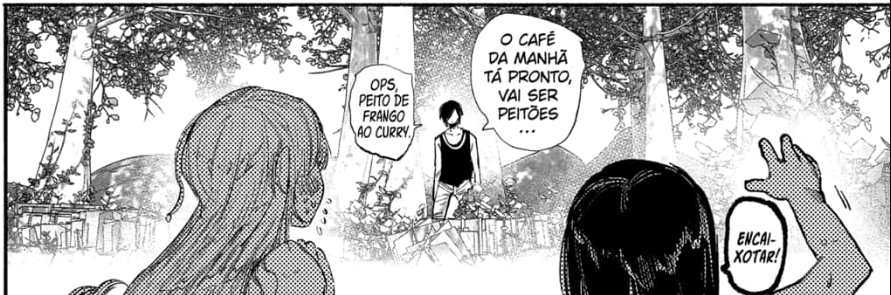 O CAFÉ
DA MANHÃ
TÁ PRONTO,
VAI SER
PEITÕES
...
OPS,
PEITO DE
FRANGO
AO CURRY.
ENCAI-
XOTAR!